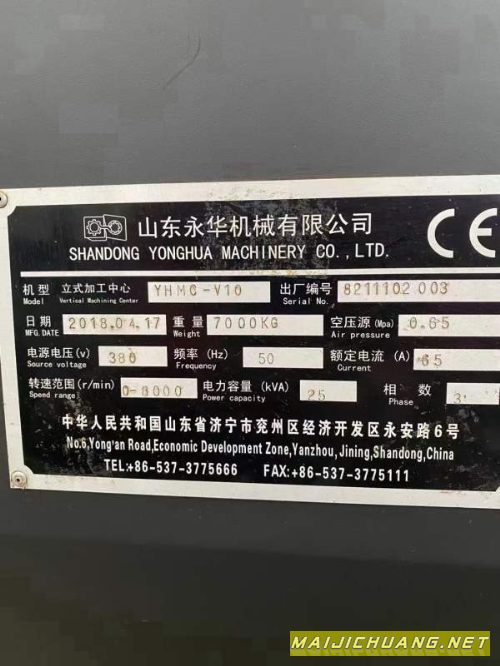 山东永华机械有限公司 CE
SHANDONG YONGHUA MACHINERY CO.,LTD.
机型 立式加工中心 YHMC-V10 出厂编号 8211102 003
Model Vertical Machining Center Serial No.
日期 2018.04.17 重量 7000KG 空压源(Mpa) 0.65
MFG.DATE Weight Air pressure
电源电压(v) 380 频率(Hz) 50 额定电流(A) 65
Source voltage Frequency Current
转速范围(r/min) 0-8000 电力容量(kVA) 25 相数 3
Speed range Power capacity Phase
中华人民共和国山东省济宁市兖州区经济开发区永安路6号
No.6,Yong'an Road,Economic Development Zone,Yanzhou,Jining,Shandong,China
TEL:+86-537-3775666 FAX:+86-537-3775111
MAIJICHUANG.NET